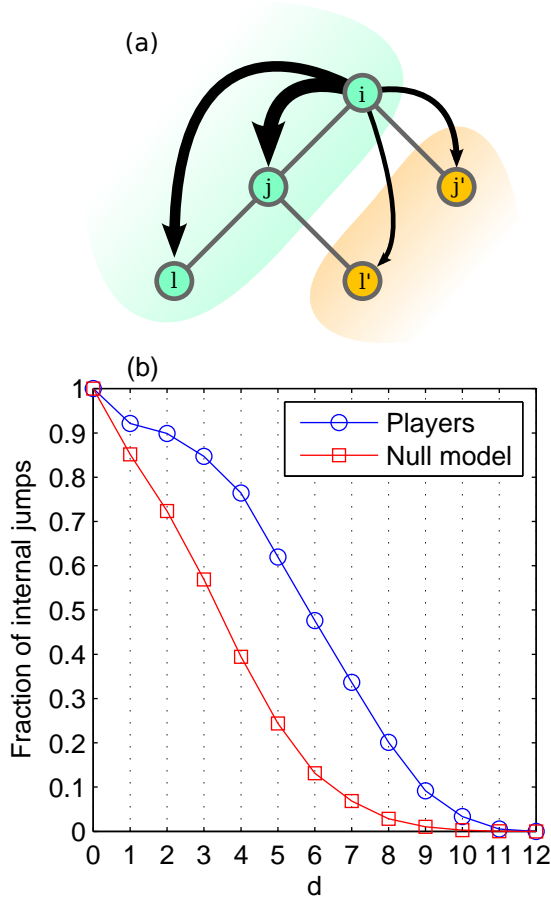 (a)
i
j
j'
l
l'
(b)
Players
Null model
Fraction of internal jumps
1
0.9
0.8
0.7
0.6
0.5
0.4
0.3
0.2
0.1
0
0 1 2 3 4 5 6 7 8 9 10 11 12
d